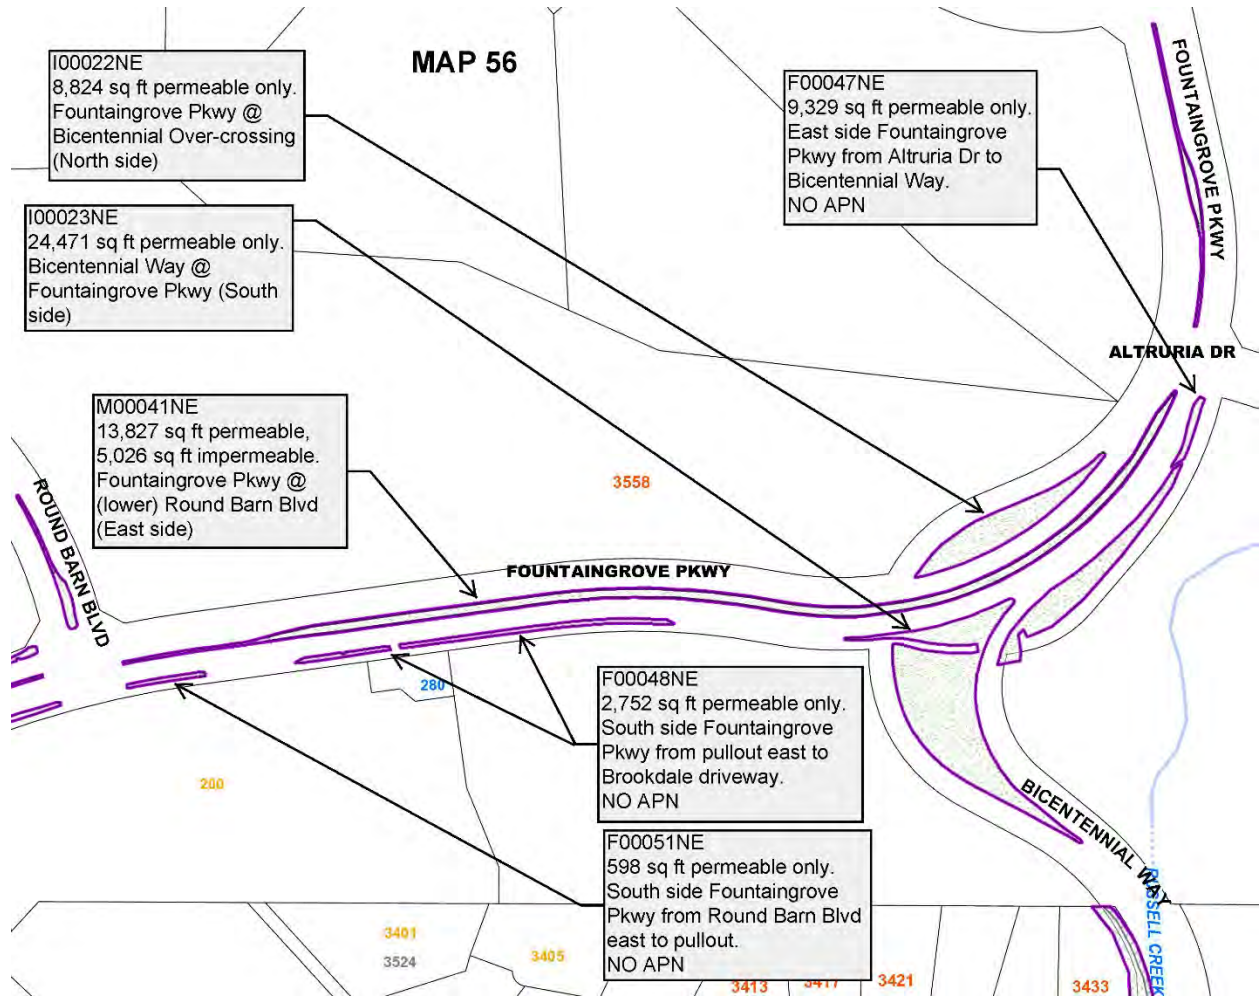 MAP 56
I00022NE
8,824 sq ft permeable only.
Fountaingrove Pkwy @
Bicentennial Over-crossing
(North side)
F00047NE
9,329 sq ft permeable only.
East side Fountaingrove
Pkwy from Altruria Dr to
Bicentennial Way.
NO APN
FOUNTAINGROVE PKWY
I00023NE
24,471 sq ft permeable only.
Bicentennial Way @
Fountaingrove Pkwy (South
side)
ALTRURIA DR
M00041NE
13,827 sq ft permeable,
5,026 sq ft impermeable.
Fountaingrove Pkwy @
(lower) Round Barn Blvd
(East side)
3558
ROUND BARN BLVD
FOUNTAINGROVE PKWY
280
F00048NE
2,752 sq ft permeable only.
South side Fountaingrove
Pkwy from pullout east to
Brookdale driveway.
NO APN
200
BICENTENNIAL WAY
F00051NE
598 sq ft permeable only.
South side Fountaingrove
Pkwy from Round Barn Blvd
east to pullout.
NO APN
RUSSELL CREEK
3401
3524
3405
3413
3417
3421
3433